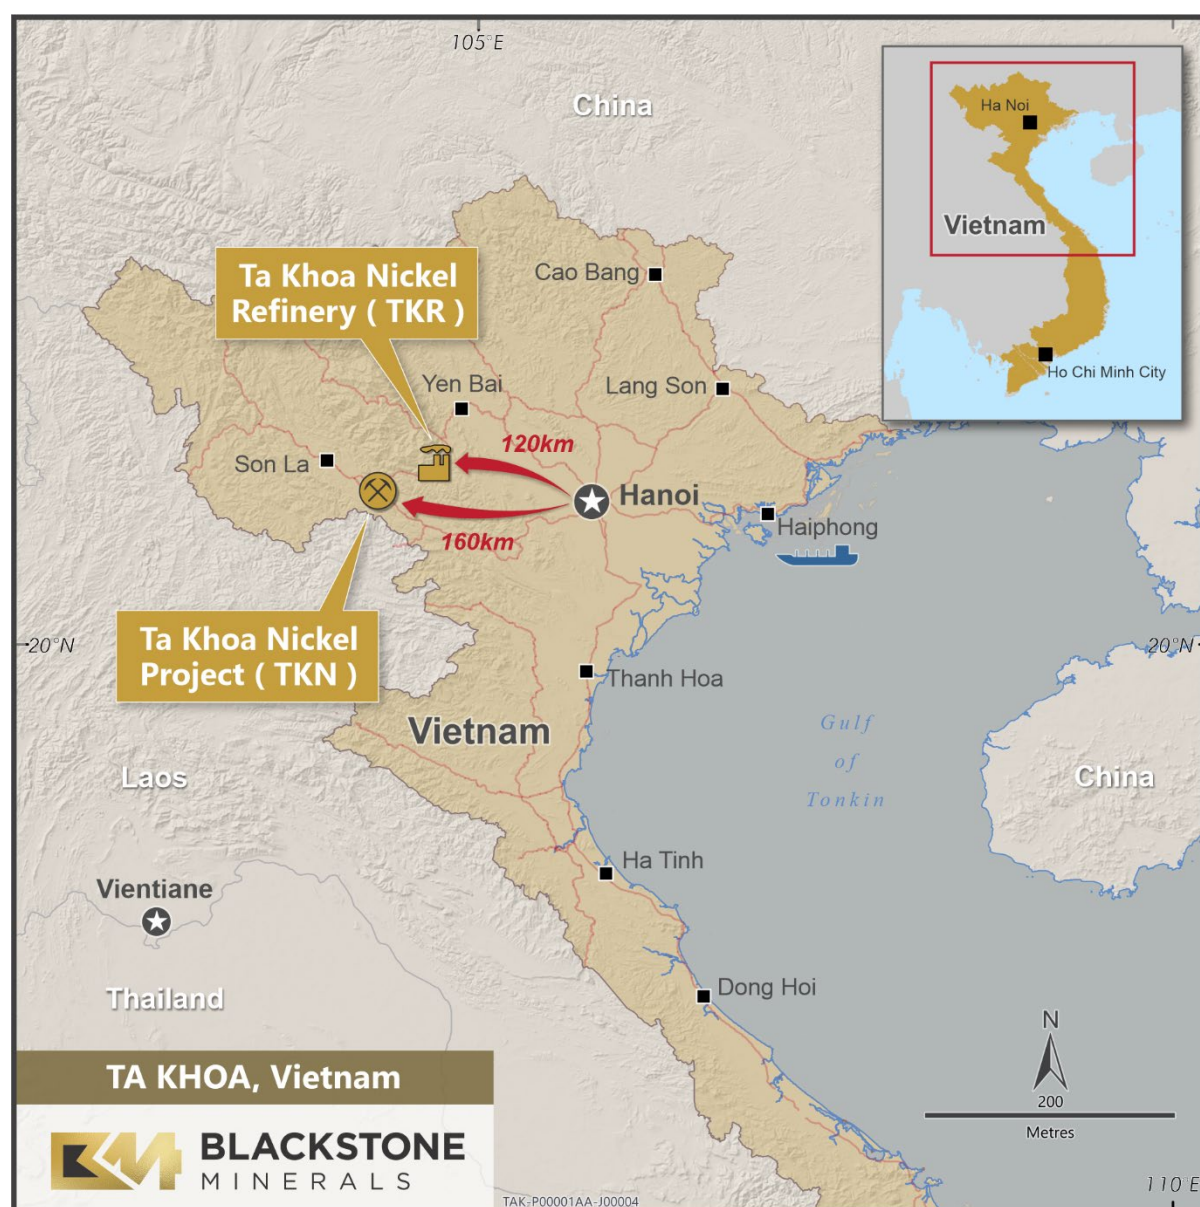 105°E
China
Ha Noi
Vietnam
Ho Chi Minh City
Ta Khoa Nickel
Refinery ( TKR )
Cao Bang
Yen Bai
Lang Son
120km
Son La
Hanoi
160km
Haiphong
Ta Khoa Nickel
Project ( TKN )
20°N
20°N
Thanh Hoa
Vietnam
Gulf
of
Tonkin
Laos
China
Ha Tinh
Vientiane
Thailand
Dong Hoi
N
200
Metres
TA KHOA, Vietnam
BLACKSTONE
MINERALS
TAK-P00001AA-J00004
110°E